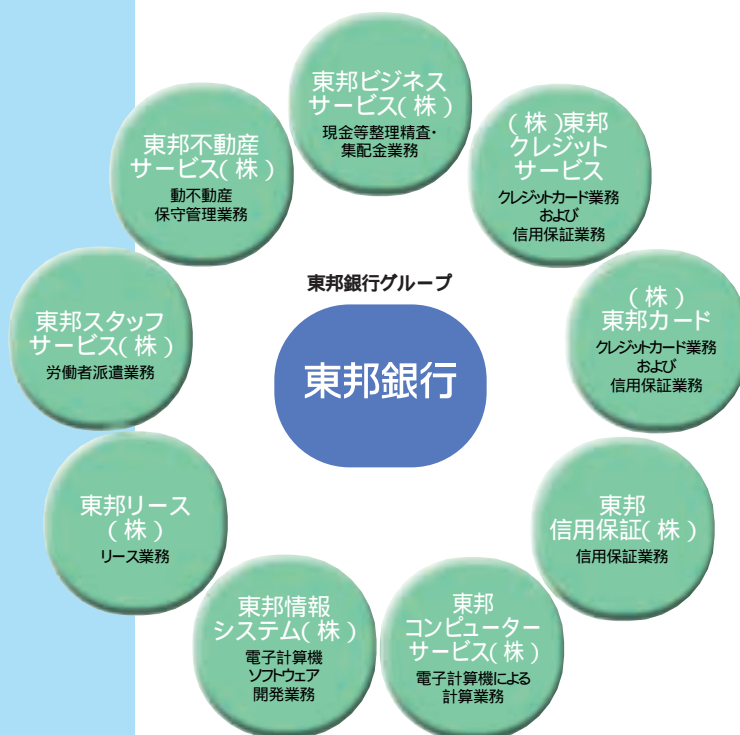 東邦ビジネス
サービス(株)
現金等整理精査・
集配金業務
(株)東邦
クレジット
サービス
クレジットカード業務
および
信用保証業務
(株)
東邦カード
クレジットカード業務
および
信用保証業務
東邦
信用保証(株)
信用保証業務
東邦
コンピューター
サービス(株)
電子計算機による
計算業務
東邦情報
システム(株)
電子計算機
ソフトウェア
開発業務
東邦リース
(株)
リース業務
東邦スタッフ
サービス(株)
労働者派遣業務
東邦不動産
サービス(株)
動不動産
保守管理業務
東邦銀行グループ
東邦銀行